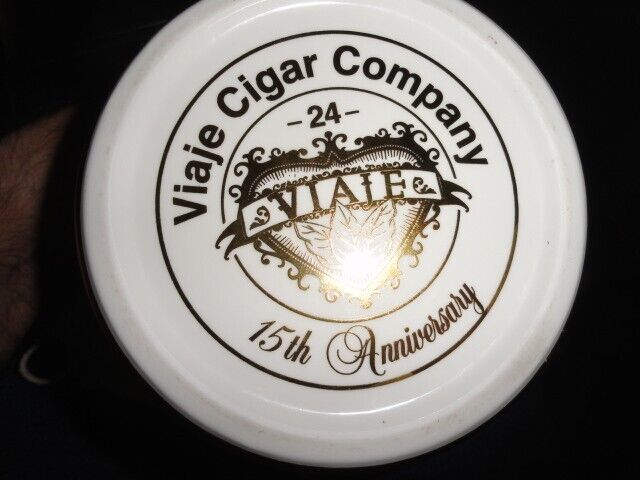 Viaje Cigar Company
-24-
VIAJE
15th Anniversary